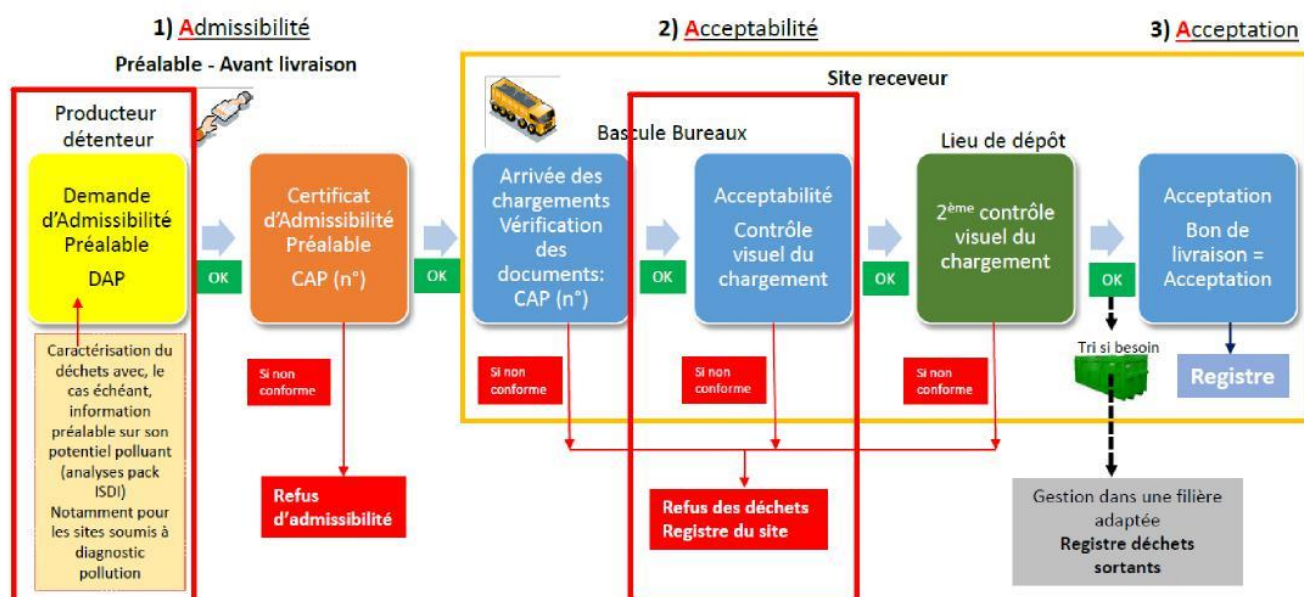 1) Admissibilité
2) Acceptabilité
3) Acceptation
Préalable - Avant livraison
Site receveur
Producteur
détenteur
Bascule Bureaux
Lieu de dépôt
Demande
d'Admissibilité
Préalable
DAP
OK
Certificat
d'Admissibilité
Préalable
CAP (n°)
OK
Arrivée des
chargements
Vérification
des
documents:
CAP (n°)
OK
Acceptabilité
Contrôle
visuel du
chargement
OK
2ème contrôle
visuel du
chargement
OK
Acceptation
Bon de
livraison =
Acceptation
Caractérisation du
déchets avec, le
cas échéant,
information
préalable sur son
potentiel polluant
(analyses pack
ISDI)
Notamment pour
les sites soumis à
diagnostic
pollution
Si non
conforme
Si non
conforme
Si non
conforme
Si non
conforme
Tri si besoin
Registre
Refus
d'admissibilité
Refus des déchets
Registre du site
Gestion dans une filière
adaptée
Registre déchets
sortants